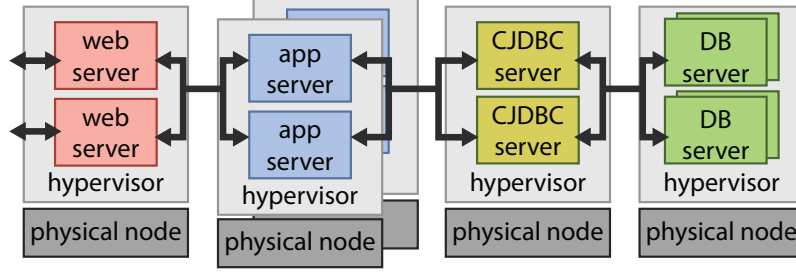 web
server
web
server
hypervisor
physical node
app
server
app
server
hypervisor
physical node
CJDBC
server
CJDBC
server
hypervisor
physical node
DB
server
DB
server
hypervisor
physical node